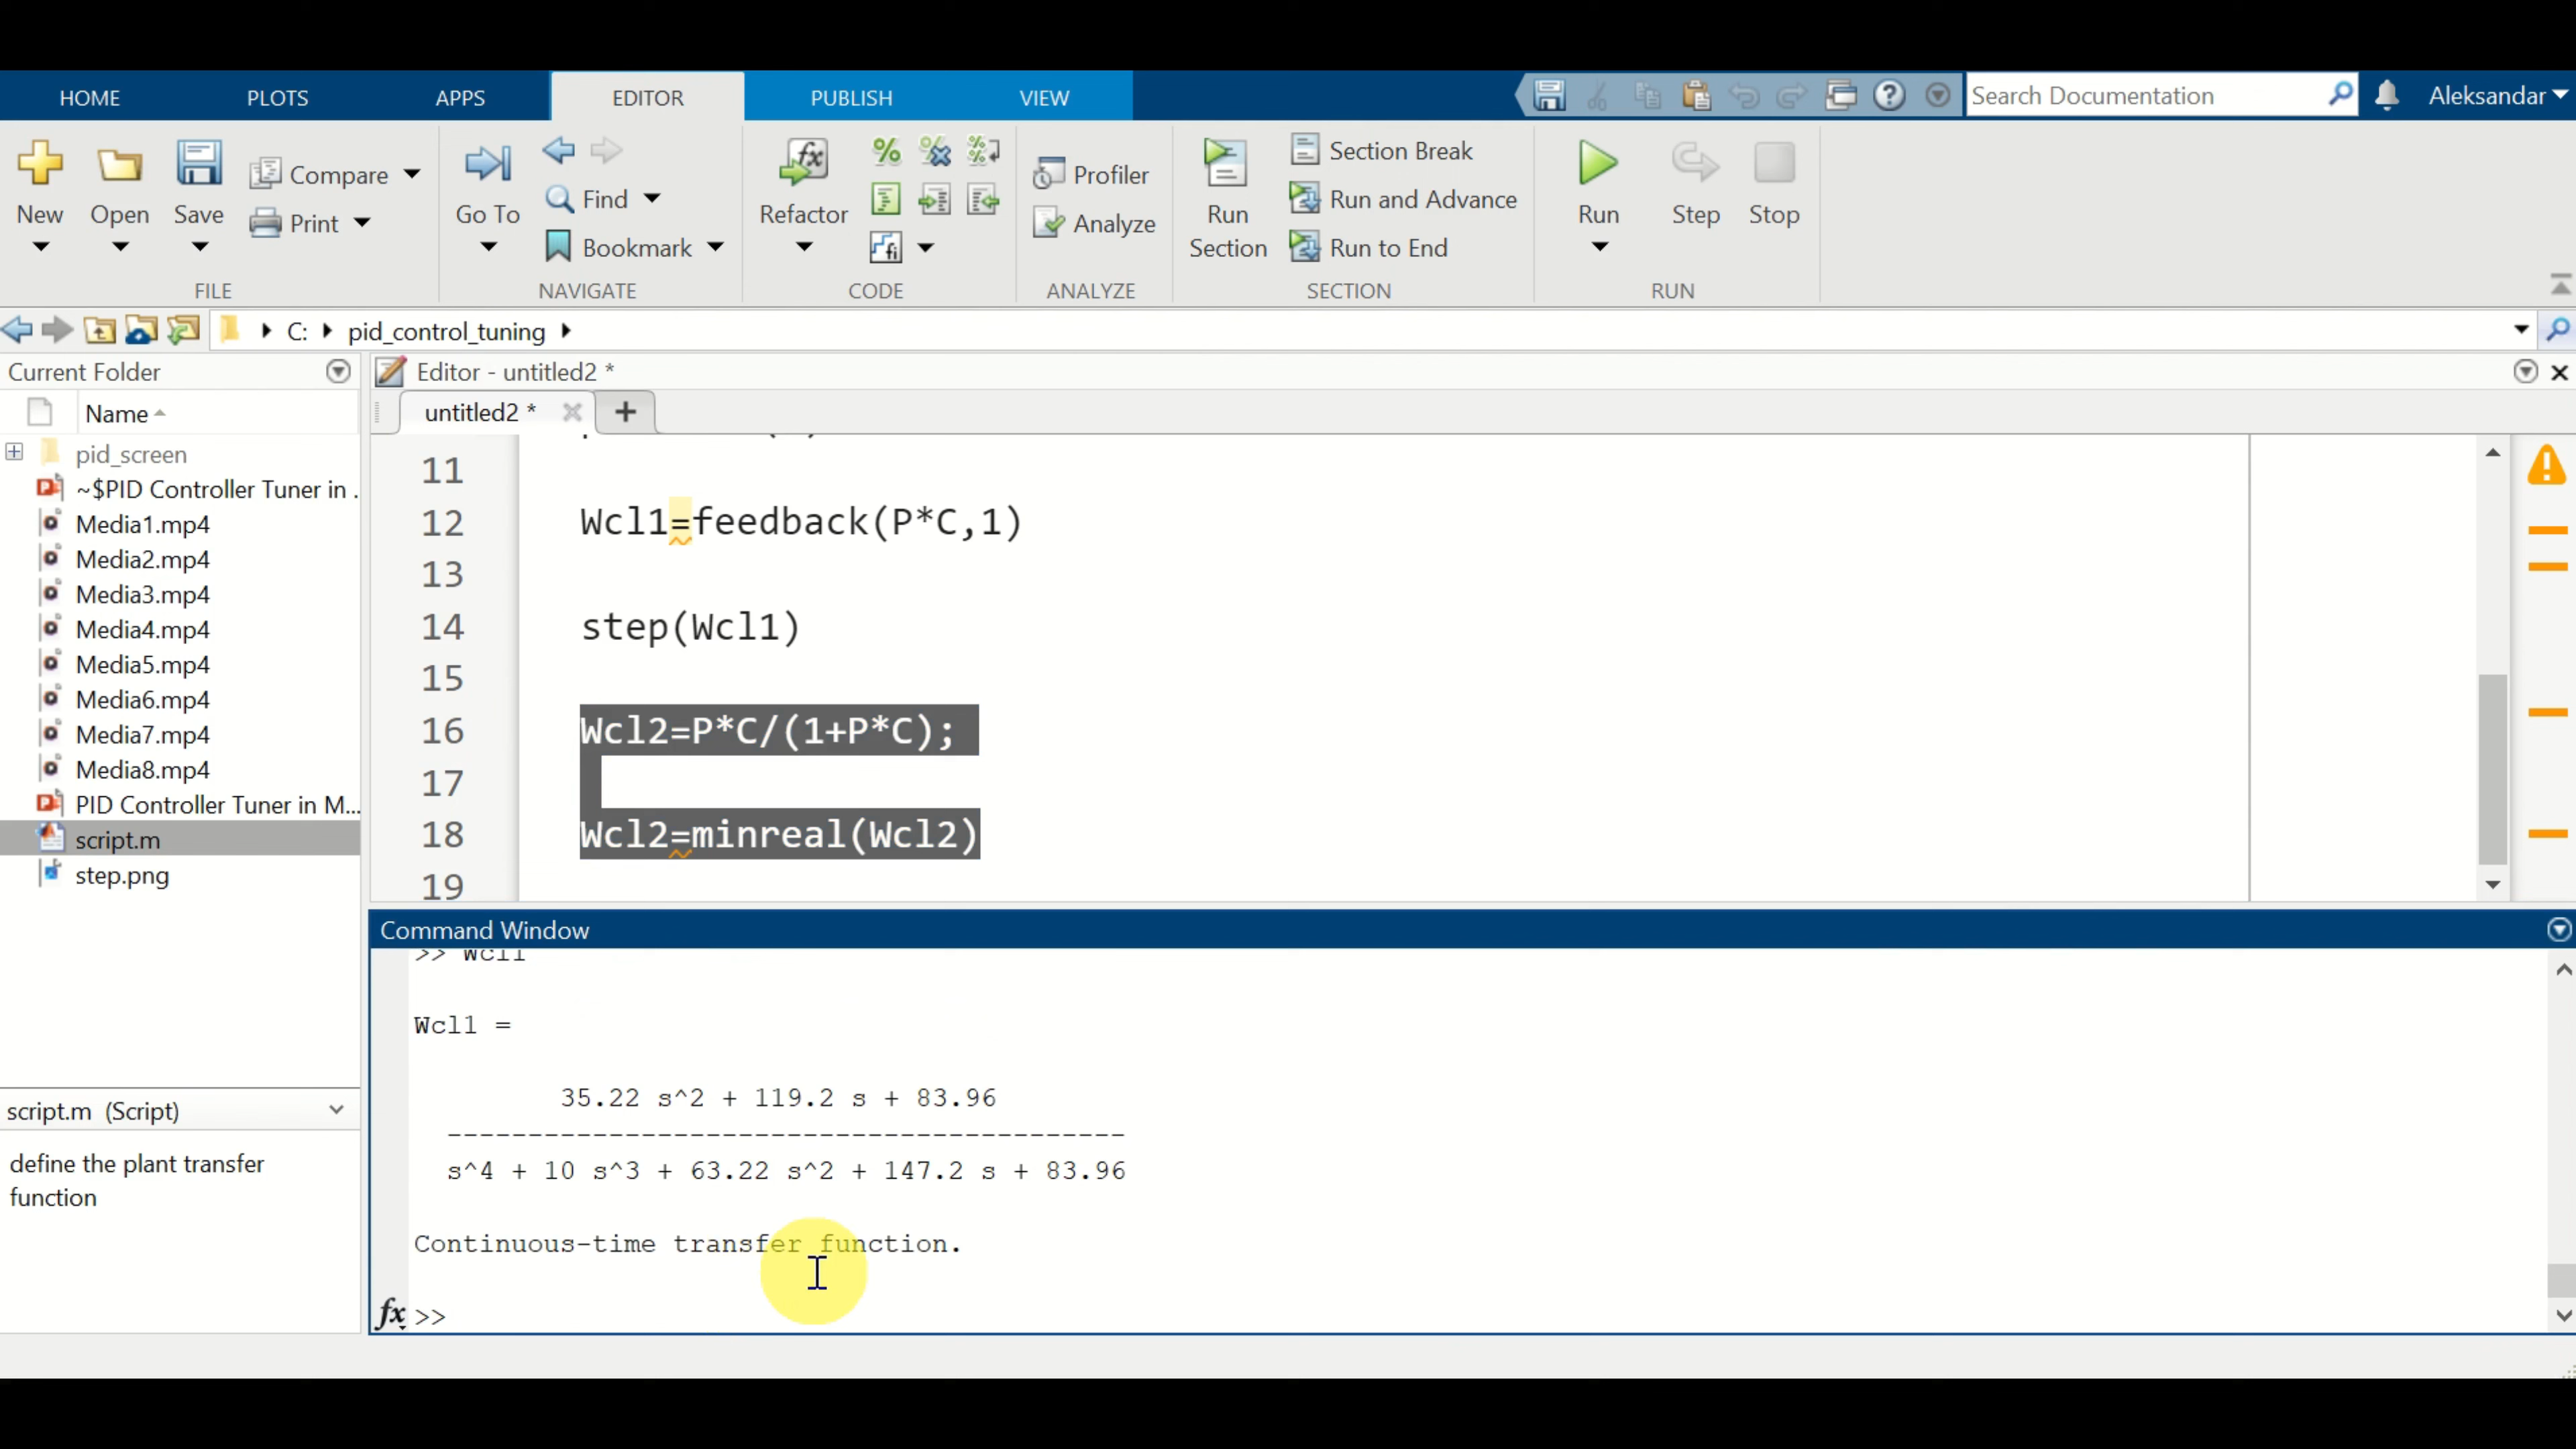 HOME PLOTS APPS EDITOR PUBLISH VIEW Search Documentation Aleksandar
New Open Save Compare Print Go To Find Bookmark Refactor Profiler Analyze Run Section Section Break Run and Advance Run to End Run Step Stop
FILE NAVIGATE CODE ANALYZE SECTION RUN
C: pid_control_tuning
Current Folder
Name
pid_screen
~$PID Controller Tuner in .
Media1.mp4
Media2.mp4
Media3.mp4
Media4.mp4
Media5.mp4
Media6.mp4
Media7.mp4
Media8.mp4
PID Controller Tuner in M...
script.m
step.png
script.m (Script)
define the plant transfer
function
Editor - untitled2 *
untitled2 *
11
12 Wcl1=feedback(P*C,1)
13
14 step(Wcl1)
15
16 Wcl2=P*C/(1+P*C);
17
18 Wcl2=minreal(Wcl2)
19
Command Window
>> Wcl1
Wcl1 =
35.22 s^2 + 119.2 s + 83.96
------------------------------------------
s^4 + 10 s^3 + 63.22 s^2 + 147.2 s + 83.96
Continuous-time transfer function.
fx >>